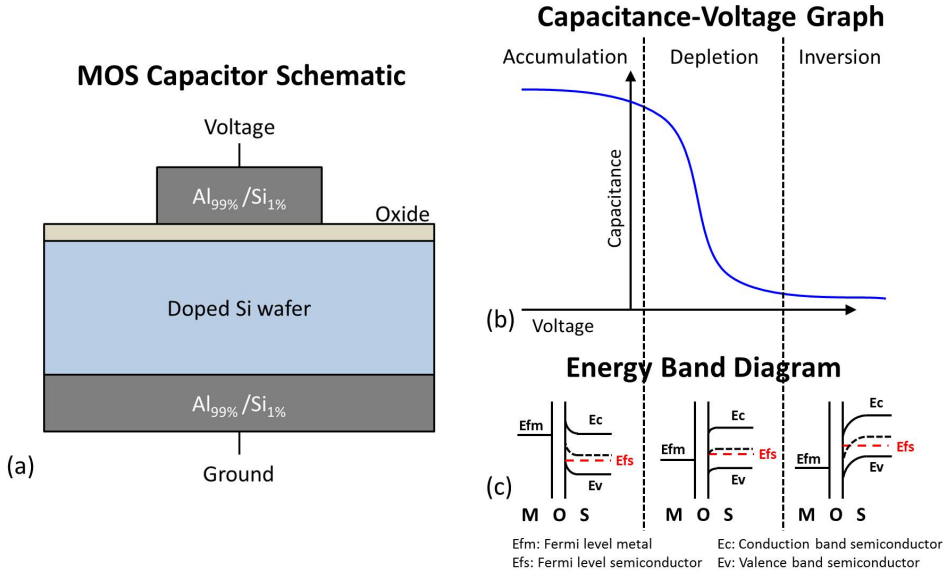 MOS Capacitor Schematic
Voltage
Al99%/Si1%
Oxide
Doped Si wafer
Al99%/Si1%
Ground
(a)
Capacitance-Voltage Graph
Accumulation Depletion Inversion
Capacitance
Voltage
(b)
Energy Band Diagram
Efm Ec Efs Ev
Efm Ec Efs Ev
Efm Ec Efs Ev
(c)
M O S M O S M O S
Efm: Fermi level metal Ec: Conduction band semiconductor
Efs: Fermi level semiconductor Ev: Valence band semiconductor